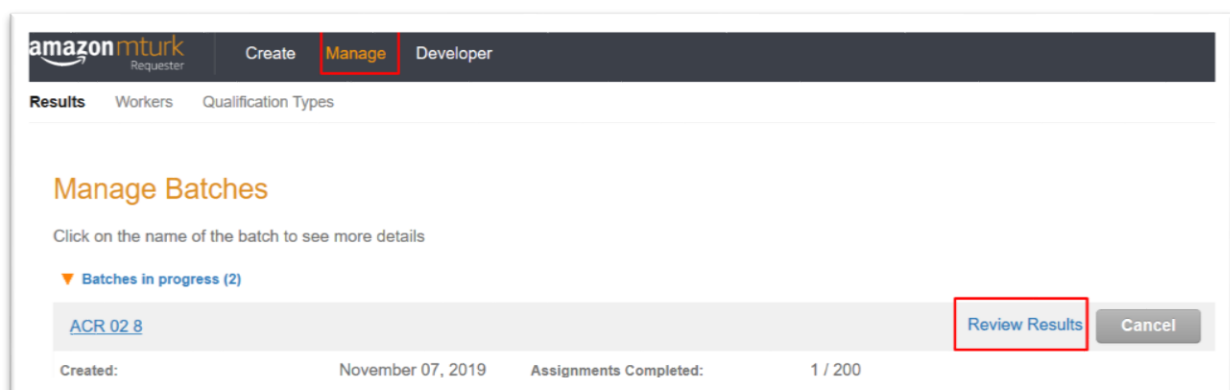 amazon mturk Create Manage Developer
Requester
Results Workers Qualification Types
Manage Batches
Click on the name of the batch to see more details
Batches in progress (2)
ACR 02 8 Review Results Cancel
Created: November 07, 2019 Assignments Completed: 1 / 200